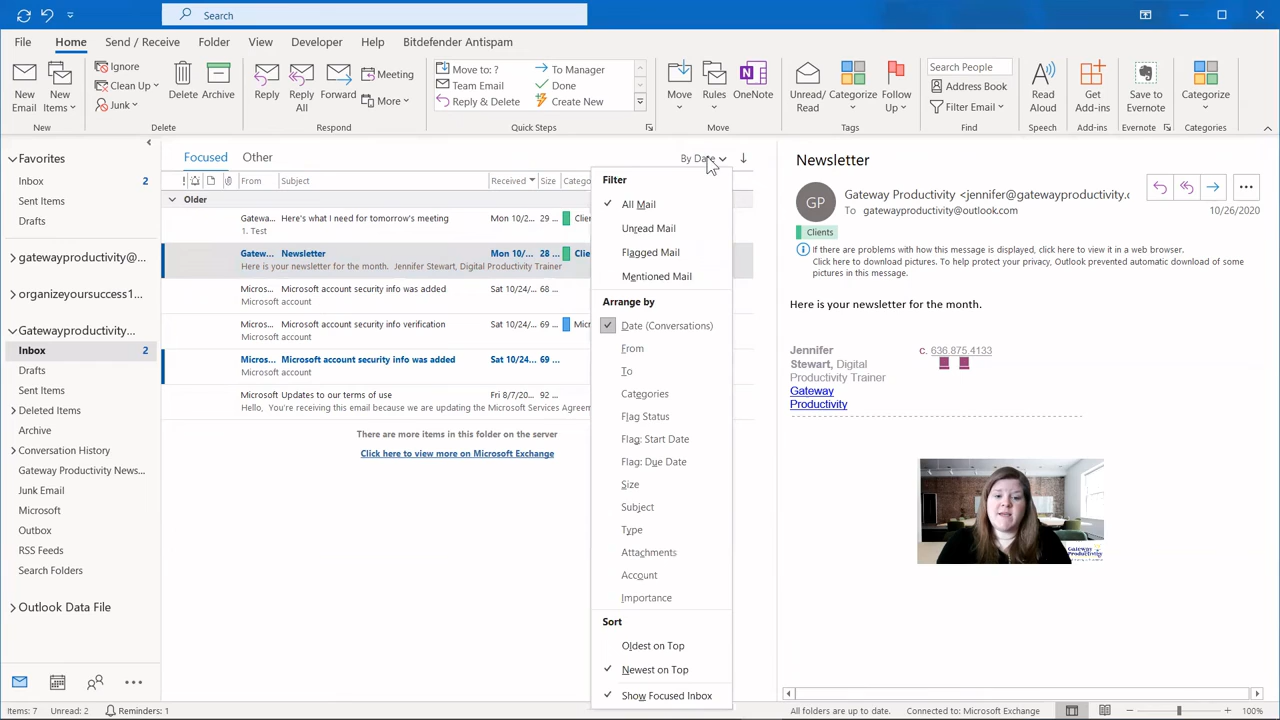 Search
File Home Send / Receive Folder View Developer Help Bitdefender Antispam
New Email
New Items
Ignore
Clean Up
Junk
Delete
Archive
Reply
Reply All
Forward
Meeting
More
Move to: ?
Team Email
Reply & Delete
To Manager
Done
Create New
Move
Rules
OneNote
Unread/ Read
Categorize
Follow Up
Search People
Address Book
Filter Email
Read Aloud
Get Add-ins
Save to Evernote
Categorize
New Delete Respond Quick Steps Move Tags Find Speech Add-ins Evernote Categories
Favorites
Inbox 2
Sent Items
Drafts
gatewayproductivity@...
organizeyoursuccess1...
Gatewayproductivity...
Inbox 2
Drafts
Sent Items
Deleted Items
Archive
Conversation History
Gateway Productivity News...
Junk Email
Microsoft
Outbox
RSS Feeds
Search Folders
Outlook Data File
Focused Other By Date
! From Subject Received Size Catego
Older
Gatewa... Here's what I need for tomorrow's meeting Mon 10/2... 29 ... Clien
1. Test
Gatew... Newsletter Mon 10/... 28 ... Clie
Here is your newsletter for the month. Jennifer Stewart, Digital Productivity Trainer
Micros... Microsoft account security info was added Sat 10/24/... 68 ...
Microsoft account
Micros... Microsoft account security info verification Sat 10/24/... 69 ... Micr
Microsoft account
Micros... Microsoft account security info was added Sat 10/24... 69 ...
Microsoft account
Microsoft Updates to our terms of use Fri 8/7/20... 92 ...
Hello, You're receiving this email because we are updating the Microsoft Services Agreem
There are more items in this folder on the server
Click here to view more on Microsoft Exchange
Filter
All Mail
Unread Mail
Flagged Mail
Mentioned Mail
Arrange by
Date (Conversations)
From
To
Categories
Flag Status
Flag: Start Date
Flag: Due Date
Size
Subject
Type
Attachments
Account
Importance
Sort
Oldest on Top
Newest on Top
Show Focused Inbox
Newsletter
GP
Gateway Productivity <jennifer@gatewayproductivity.c
To gatewayproductivity@outlook.com 10/26/2020
Clients
If there are problems with how this message is displayed, click here to view it in a web browser.
Click here to download pictures. To help protect your privacy, Outlook prevented automatic download of some
pictures in this message.
Here is your newsletter for the month.
Jennifer c. 636.875.4133
Stewart, Digital
Productivity Trainer
Gateway
Productivity
Gateway
Productivity
Items: 7 Unread: 2 Reminders: 1 All folders are up to date. Connected to: Microsoft Exchange 100%